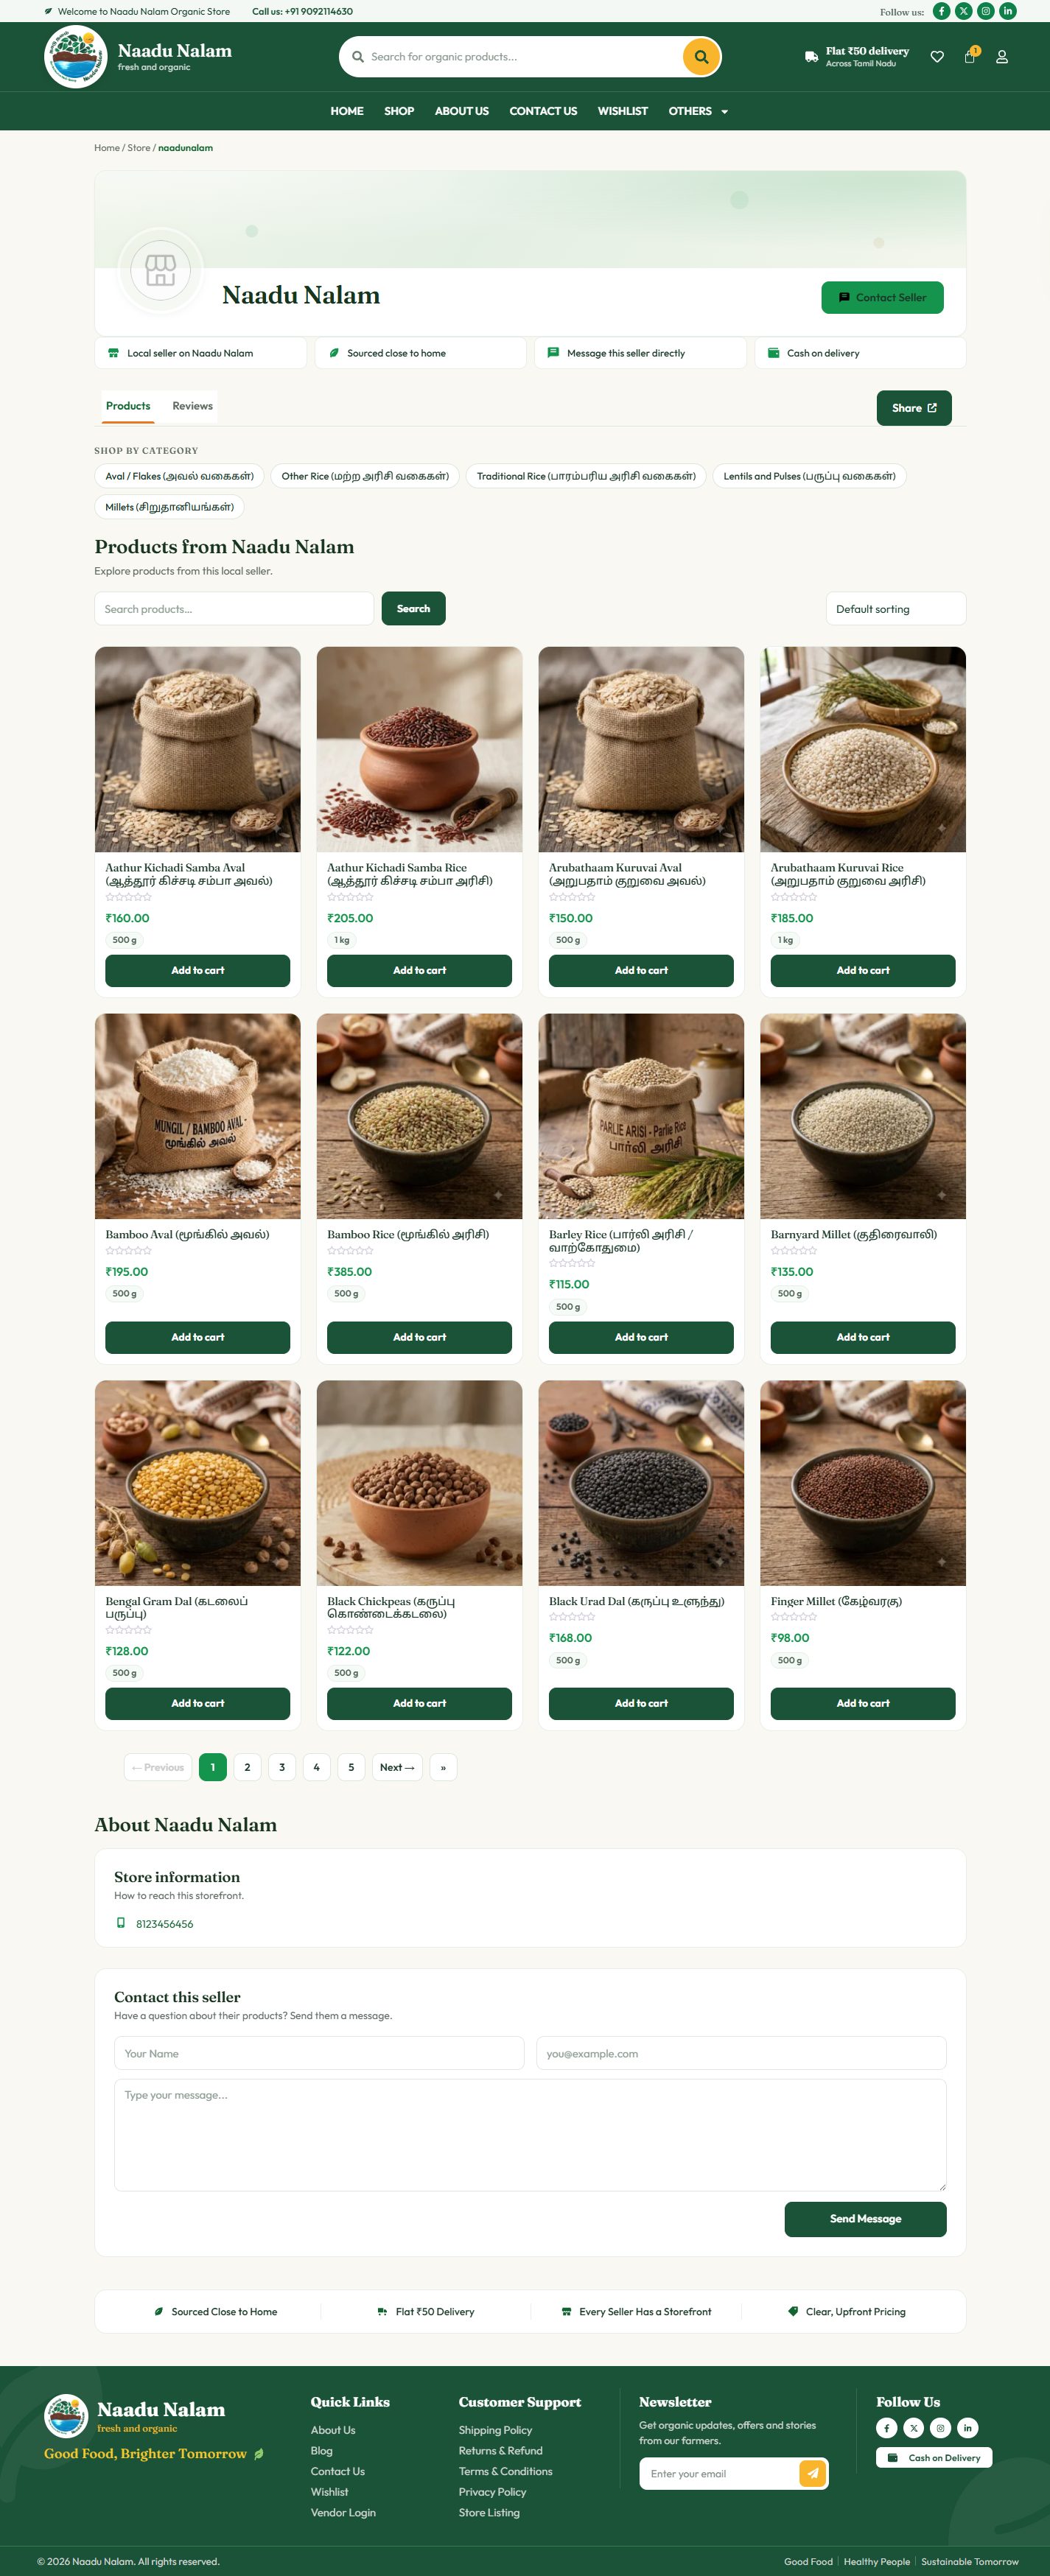 Welcome to Naadu Nalam Organic Store
Call us: +91 9092114630
Follow us:
Naadu Nalam
fresh and organic
Search for organic products...
Flat ₹50 delivery
Across Tamil Nadu
1
HOME
SHOP
ABOUT US
CONTACT US
WISHLIST
OTHERS
Home / Store / naadunalam
Naadu Nalam
Contact Seller
Local seller on Naadu Nalam
Sourced close to home
Message this seller directly
Cash on delivery
Products
Reviews
Share
SHOP BY CATEGORY
Aval / Flakes (அவல் வகைகள்)
Other Rice (மற்ற அரிசி வகைகள்)
Traditional Rice (பாரம்பரிய அரிசி வகைகள்)
Lentils and Pulses (பருப்பு வகைகள்)
Millets (சிறுதானியங்கள்)
Products from Naadu Nalam
Explore products from this local seller.
Search products...
Search
Default sorting
Aathur Kichadi Samba Aval
(ஆத்தூர் கிச்சடி சம்பா அவல்)
₹160.00
500 g
Add to cart
Aathur Kichadi Samba Rice
(ஆத்தூர் கிச்சடி சம்பா அரிசி)
₹205.00
1 kg
Add to cart
Arubathaam Kuruvai Aval
(அறுபதாம் குறுவை அவல்)
₹150.00
500 g
Add to cart
Arubathaam Kuruvai Rice
(அறுபதாம் குறுவை அரிசி)
₹185.00
1 kg
Add to cart
MUNGIL / BAMBOO AVAL -
மூங்கில் அவல்
Bamboo Aval (மூங்கில் அவல்)
₹195.00
500 g
Add to cart
Bamboo Rice (மூங்கில் அரிசி)
₹385.00
500 g
Add to cart
PARLIE ARISI - Parlie Rice
பார்லி அரிசி
Barley Rice (பார்லி அரிசி /
வாற்கோதுமை)
₹115.00
500 g
Add to cart
Barnyard Millet (குதிரைவாலி)
₹135.00
500 g
Add to cart
Bengal Gram Dal (கடலைப்
பருப்பு)
₹128.00
500 g
Add to cart
Black Chickpeas (கருப்பு
கொண்டைக்கடலை)
₹122.00
500 g
Add to cart
Black Urad Dal (கருப்பு உளுந்து)
₹168.00
500 g
Add to cart
Finger Millet (கேழ்வரகு)
₹98.00
500 g
Add to cart
← Previous
1
2
3
4
5
Next →
»
About Naadu Nalam
Store information
How to reach this storefront.
8123456456
Contact this seller
Have a question about their products? Send them a message.
Your Name
you@example.com
Type your message...
Send Message
Sourced Close to Home
Flat ₹50 Delivery
Every Seller Has a Storefront
Clear, Upfront Pricing
Naadu Nalam
fresh and organic
Good Food, Brighter Tomorrow
Quick Links
About Us
Blog
Contact Us
Wishlist
Vendor Login
Customer Support
Shipping Policy
Returns & Refund
Terms & Conditions
Privacy Policy
Store Listing
Newsletter
Get organic updates, offers and stories
from our farmers.
Enter your email
Follow Us
Cash on Delivery
© 2026 Naadu Nalam. All rights reserved.
Good Food
Healthy People
Sustainable Tomorrow